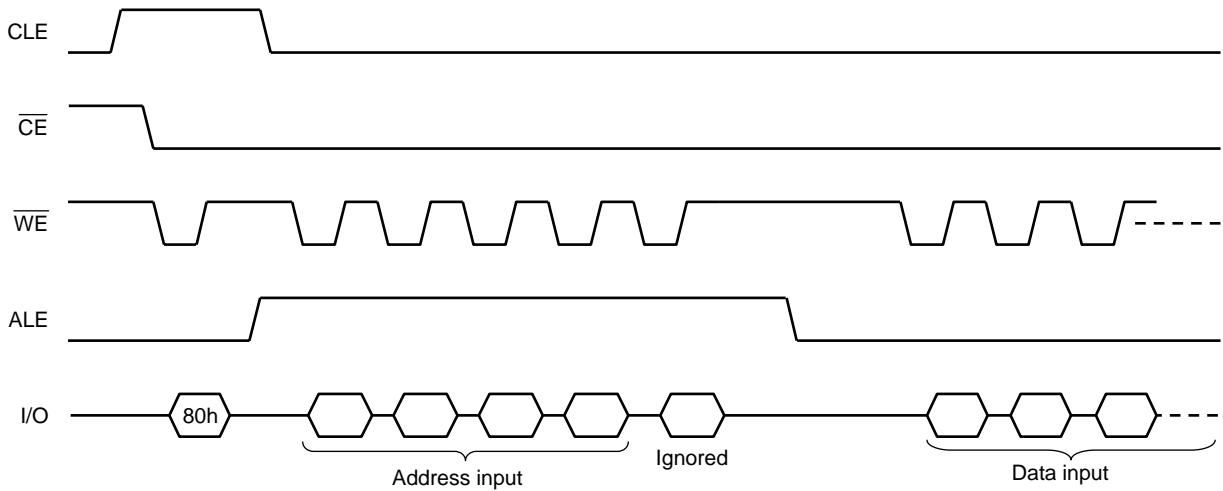 CLE
CE
WE
ALE
I/O
80h
Address input
Ignored
Data input